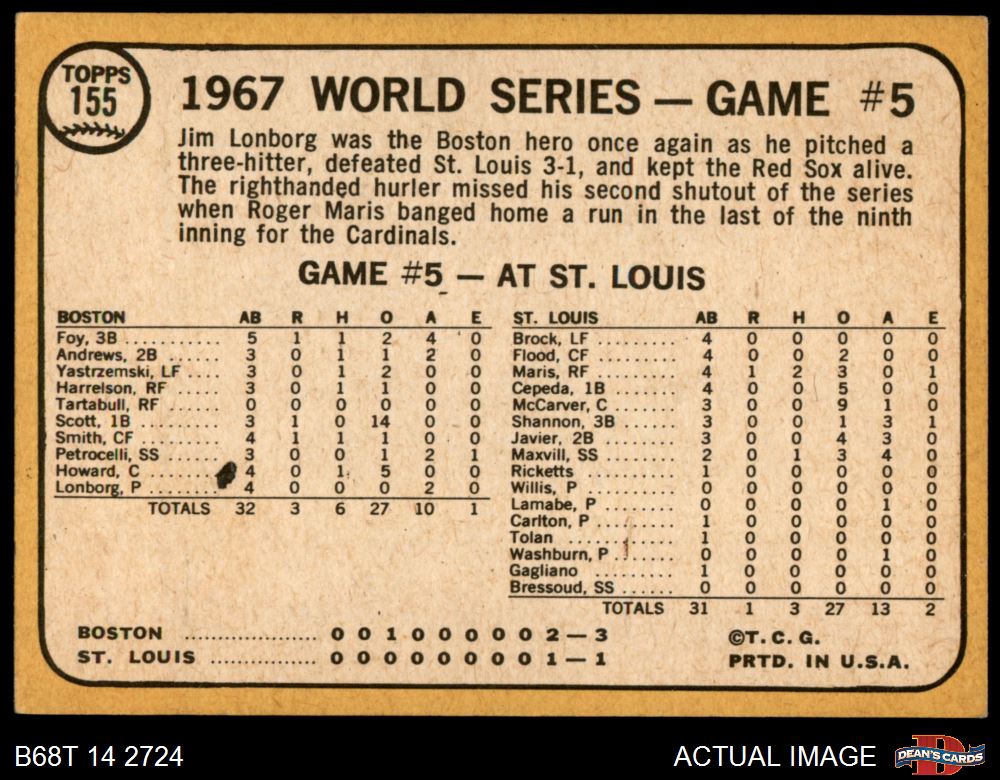 TOPPS
155
1967 WORLD SERIES — GAME #5
Jim Lonborg was the Boston hero once again as he pitched a
three-hitter, defeated St. Louis 3-1, and kept the Red Sox alive.
The righthanded hurler missed his second shutout of the series
when Roger Maris banged home a run in the last of the ninth
inning for the Cardinals.
GAME #5 — AT ST. LOUIS
BOSTON AB R H O A E
Foy, 3B ........... 5 1 1 2 4 0
Andrews, 2B ...... 3 0 1 1 2 0
Yastrzemski, LF .... 3 0 1 2 0 0
Harrelson, RF ...... 3 0 1 1 0 0
Tartabull, RF ...... 0 0 0 0 0 0
Scott, 1B .......... 3 1 0 14 0 0
Smith, CF ......... 4 1 1 1 0 0
Petrocelli, SS ...... 3 0 0 1 2 1
Howard, C ........ 4 0 1 5 0 0
Lonborg, P ........ 4 0 0 0 2 0
TOTALS 32 3 6 27 10 1
ST. LOUIS AB R H O A E
Brock, LF ......... 4 0 0 0 0 0
Flood, CF ......... 4 0 0 2 0 0
Maris, RF ......... 4 1 2 3 0 1
Cepeda, 1B ........ 4 0 0 5 0 0
McCarver, C ....... 3 0 0 9 1 0
Shannon, 3B ....... 3 0 0 1 3 1
Javier, 2B ......... 3 0 0 4 3 0
Maxvill, SS ........ 2 0 1 3 4 0
Ricketts .......... 1 0 0 0 0 0
Willis, P .......... 0 0 0 0 0 0
Lamabe, P ......... 0 0 0 0 1 0
Carlton, P ......... 1 0 0 0 0 0
Tolan ............ 1 0 0 0 0 0
Washburn, P ....... 0 0 0 0 1 0
Gagliano ......... 1 0 0 0 0 0
Bressoud, SS ...... 0 0 0 0 0 0
TOTALS 31 1 3 27 13 2
BOSTON ................ 0 0 1 0 0 0 0 0 2 — 3
ST. LOUIS ............. 0 0 0 0 0 0 0 0 1 — 1
©T. C. G.
PRTD. IN U.S.A.
B68T 14 2724
ACTUAL IMAGE
D
DEAN'S CARDS